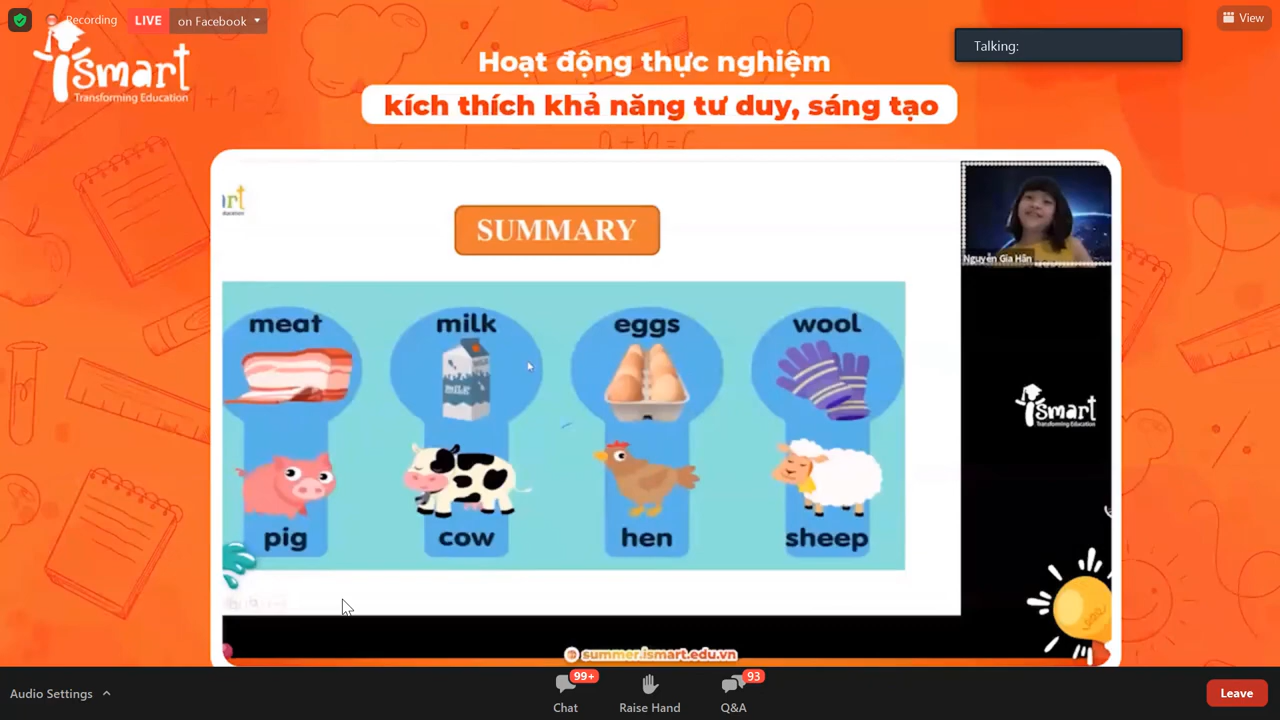 Recording
LIVE
on Facebook
View
Talking:
ismart
Transforming Education
Hoạt động thực nghiệm
kích thích khả năng tư duy, sáng tạo
SUMMARY
Nguyễn Gia Hân
meat
milk
eggs
wool
MILK
pig
cow
hen
sheep
ismart
Transforming Education
summer.ismart.edu.vn
Audio Settings
99+
Chat
Raise Hand
93
Q&A
Leave